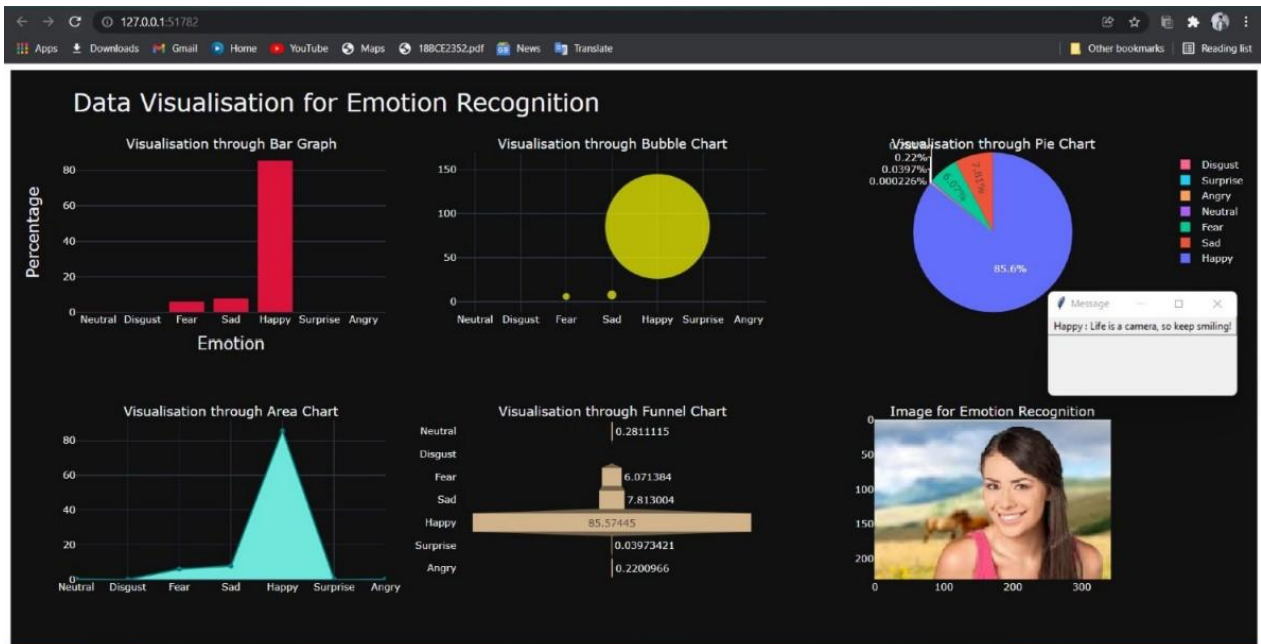 127.0.0.1:51782
Apps Downloads Gmail Home YouTube Maps 18BCE2352.pdf News Translate Other bookmarks Reading list
Data Visualisation for Emotion Recognition
Visualisation through Bar Graph
Percentage
80
60
40
20
0
Neutral Disgust Fear Sad Happy Surprise Angry
Emotion
Visualisation through Bubble Chart
150
100
50
0
Neutral Disgust Fear Sad Happy Surprise Angry
Visualisation through Pie Chart
0.22%
0.0397%
0.000226%
6.07%
7.81%
85.6%
Disgust
Surprise
Angry
Neutral
Fear
Sad
Happy
Message
Happy : Life is a camera, so keep smiling!
Visualisation through Area Chart
80
60
40
20
0
Neutral Disgust Fear Sad Happy Surprise Angry
Visualisation through Funnel Chart
Neutral 0.2811115
Disgust
Fear 6.071384
Sad 7.813004
Happy 85.57445
Surprise 0.03973421
Angry 0.2200966
Image for Emotion Recognition
0
50
100
150
200
0 100 200 300